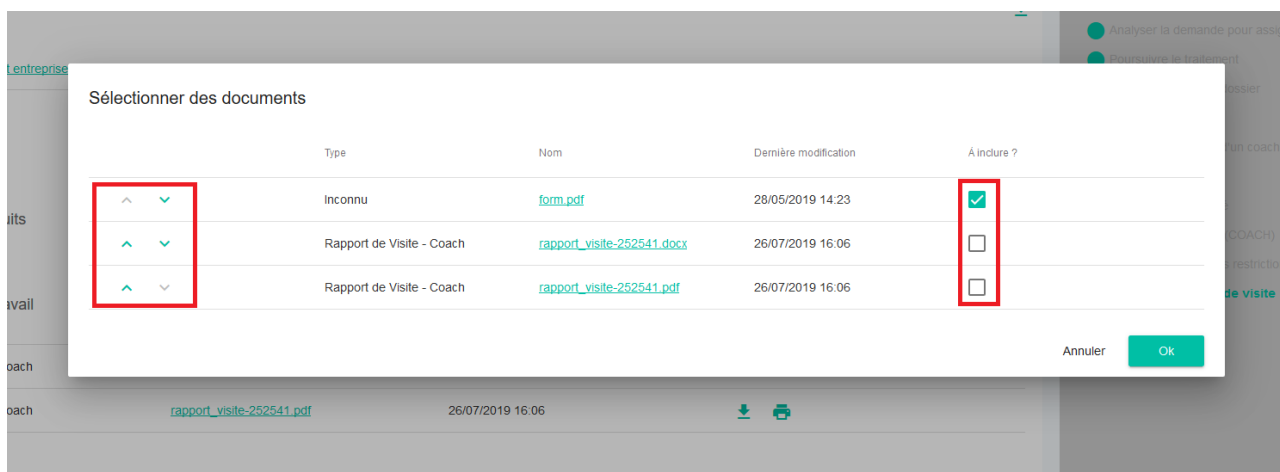 Analyser la demande pour assi
Poursuivre le traitement
t entreprise
ossier
Sélectionner des documents
Type Nom Dernière modification Á inclure ?
'un coach
Inconnu form.pdf 28/05/2019 14:23
uits
Rapport de Visite - Coach rapport_visite-252541.docx 26/07/2019 16:06
(COACH)
s restrictio
Rapport de Visite - Coach rapport_visite-252541.pdf 26/07/2019 16:06
de visite
avail
Annuler Ok
oach
oach rapport_visite-252541.pdf 26/07/2019 16:06